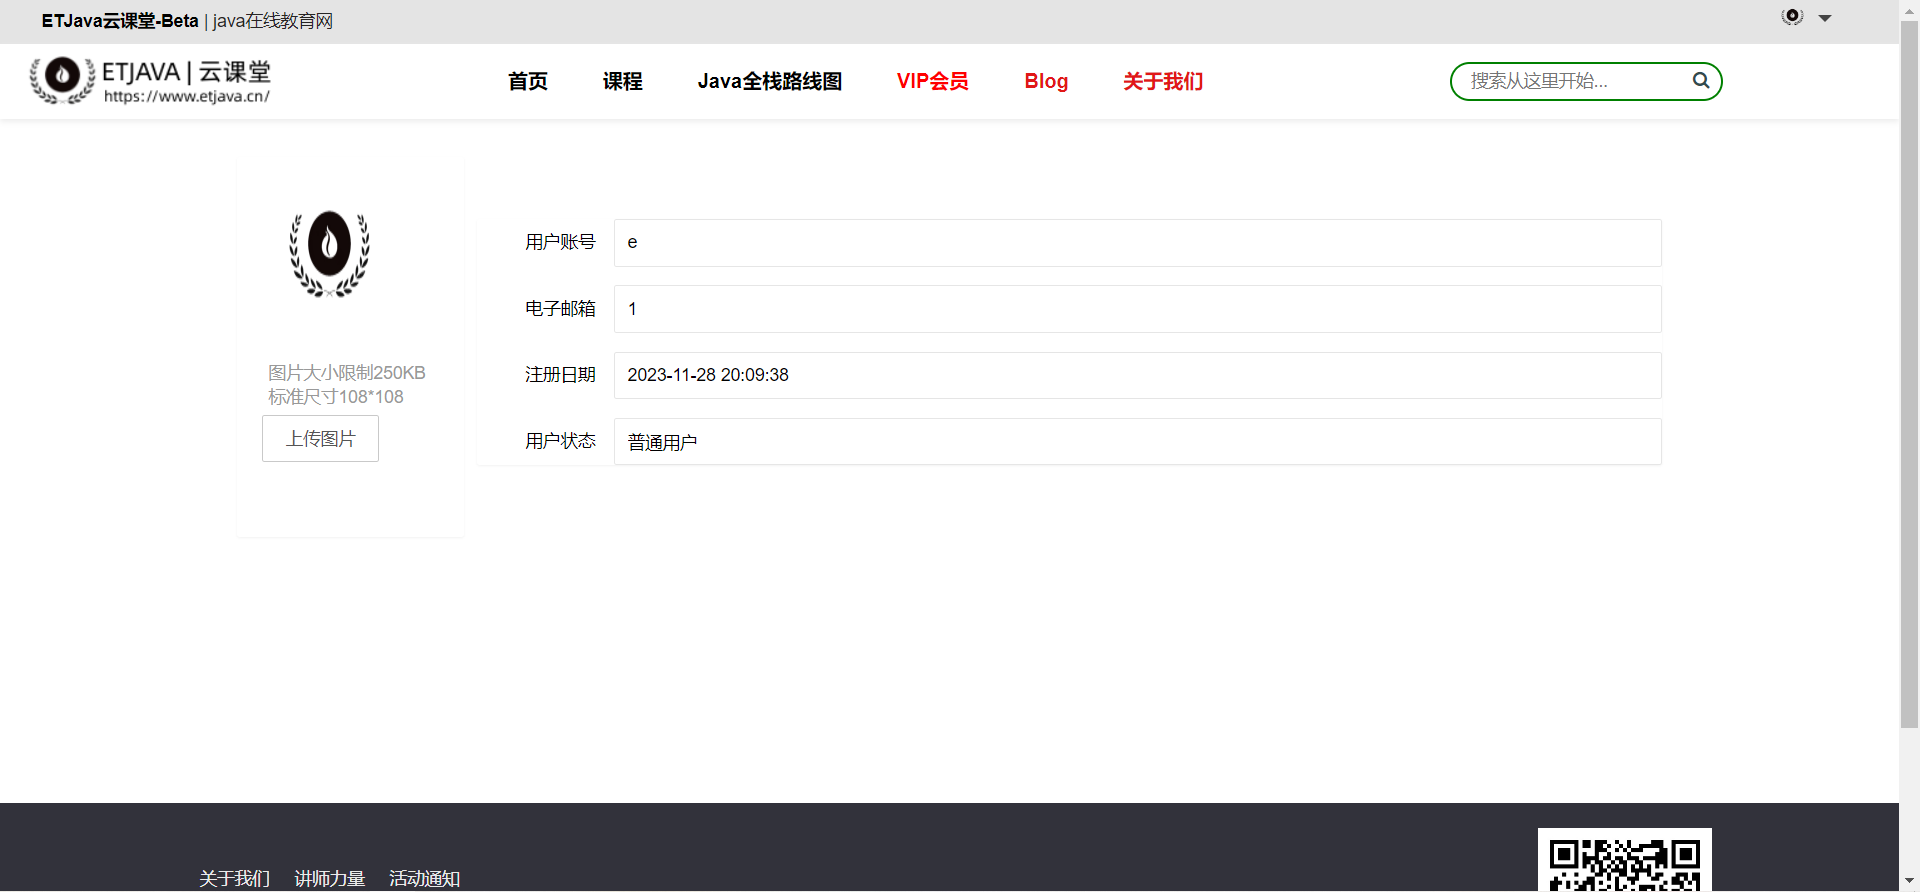 ETJava云课堂-Beta | java在线教育网
ETJAVA | 云课堂
https://www.etjava.cn/
首页 课程 Java全栈路线图 VIP会员 Blog 关于我们
搜索从这里开始...
图片大小限制250KB
标准尺寸108*108
上传图片
用户账号 e
电子邮箱 1
注册日期 2023-11-28 20:09:38
用户状态 普通用户
关于我们 讲师力量 活动通知